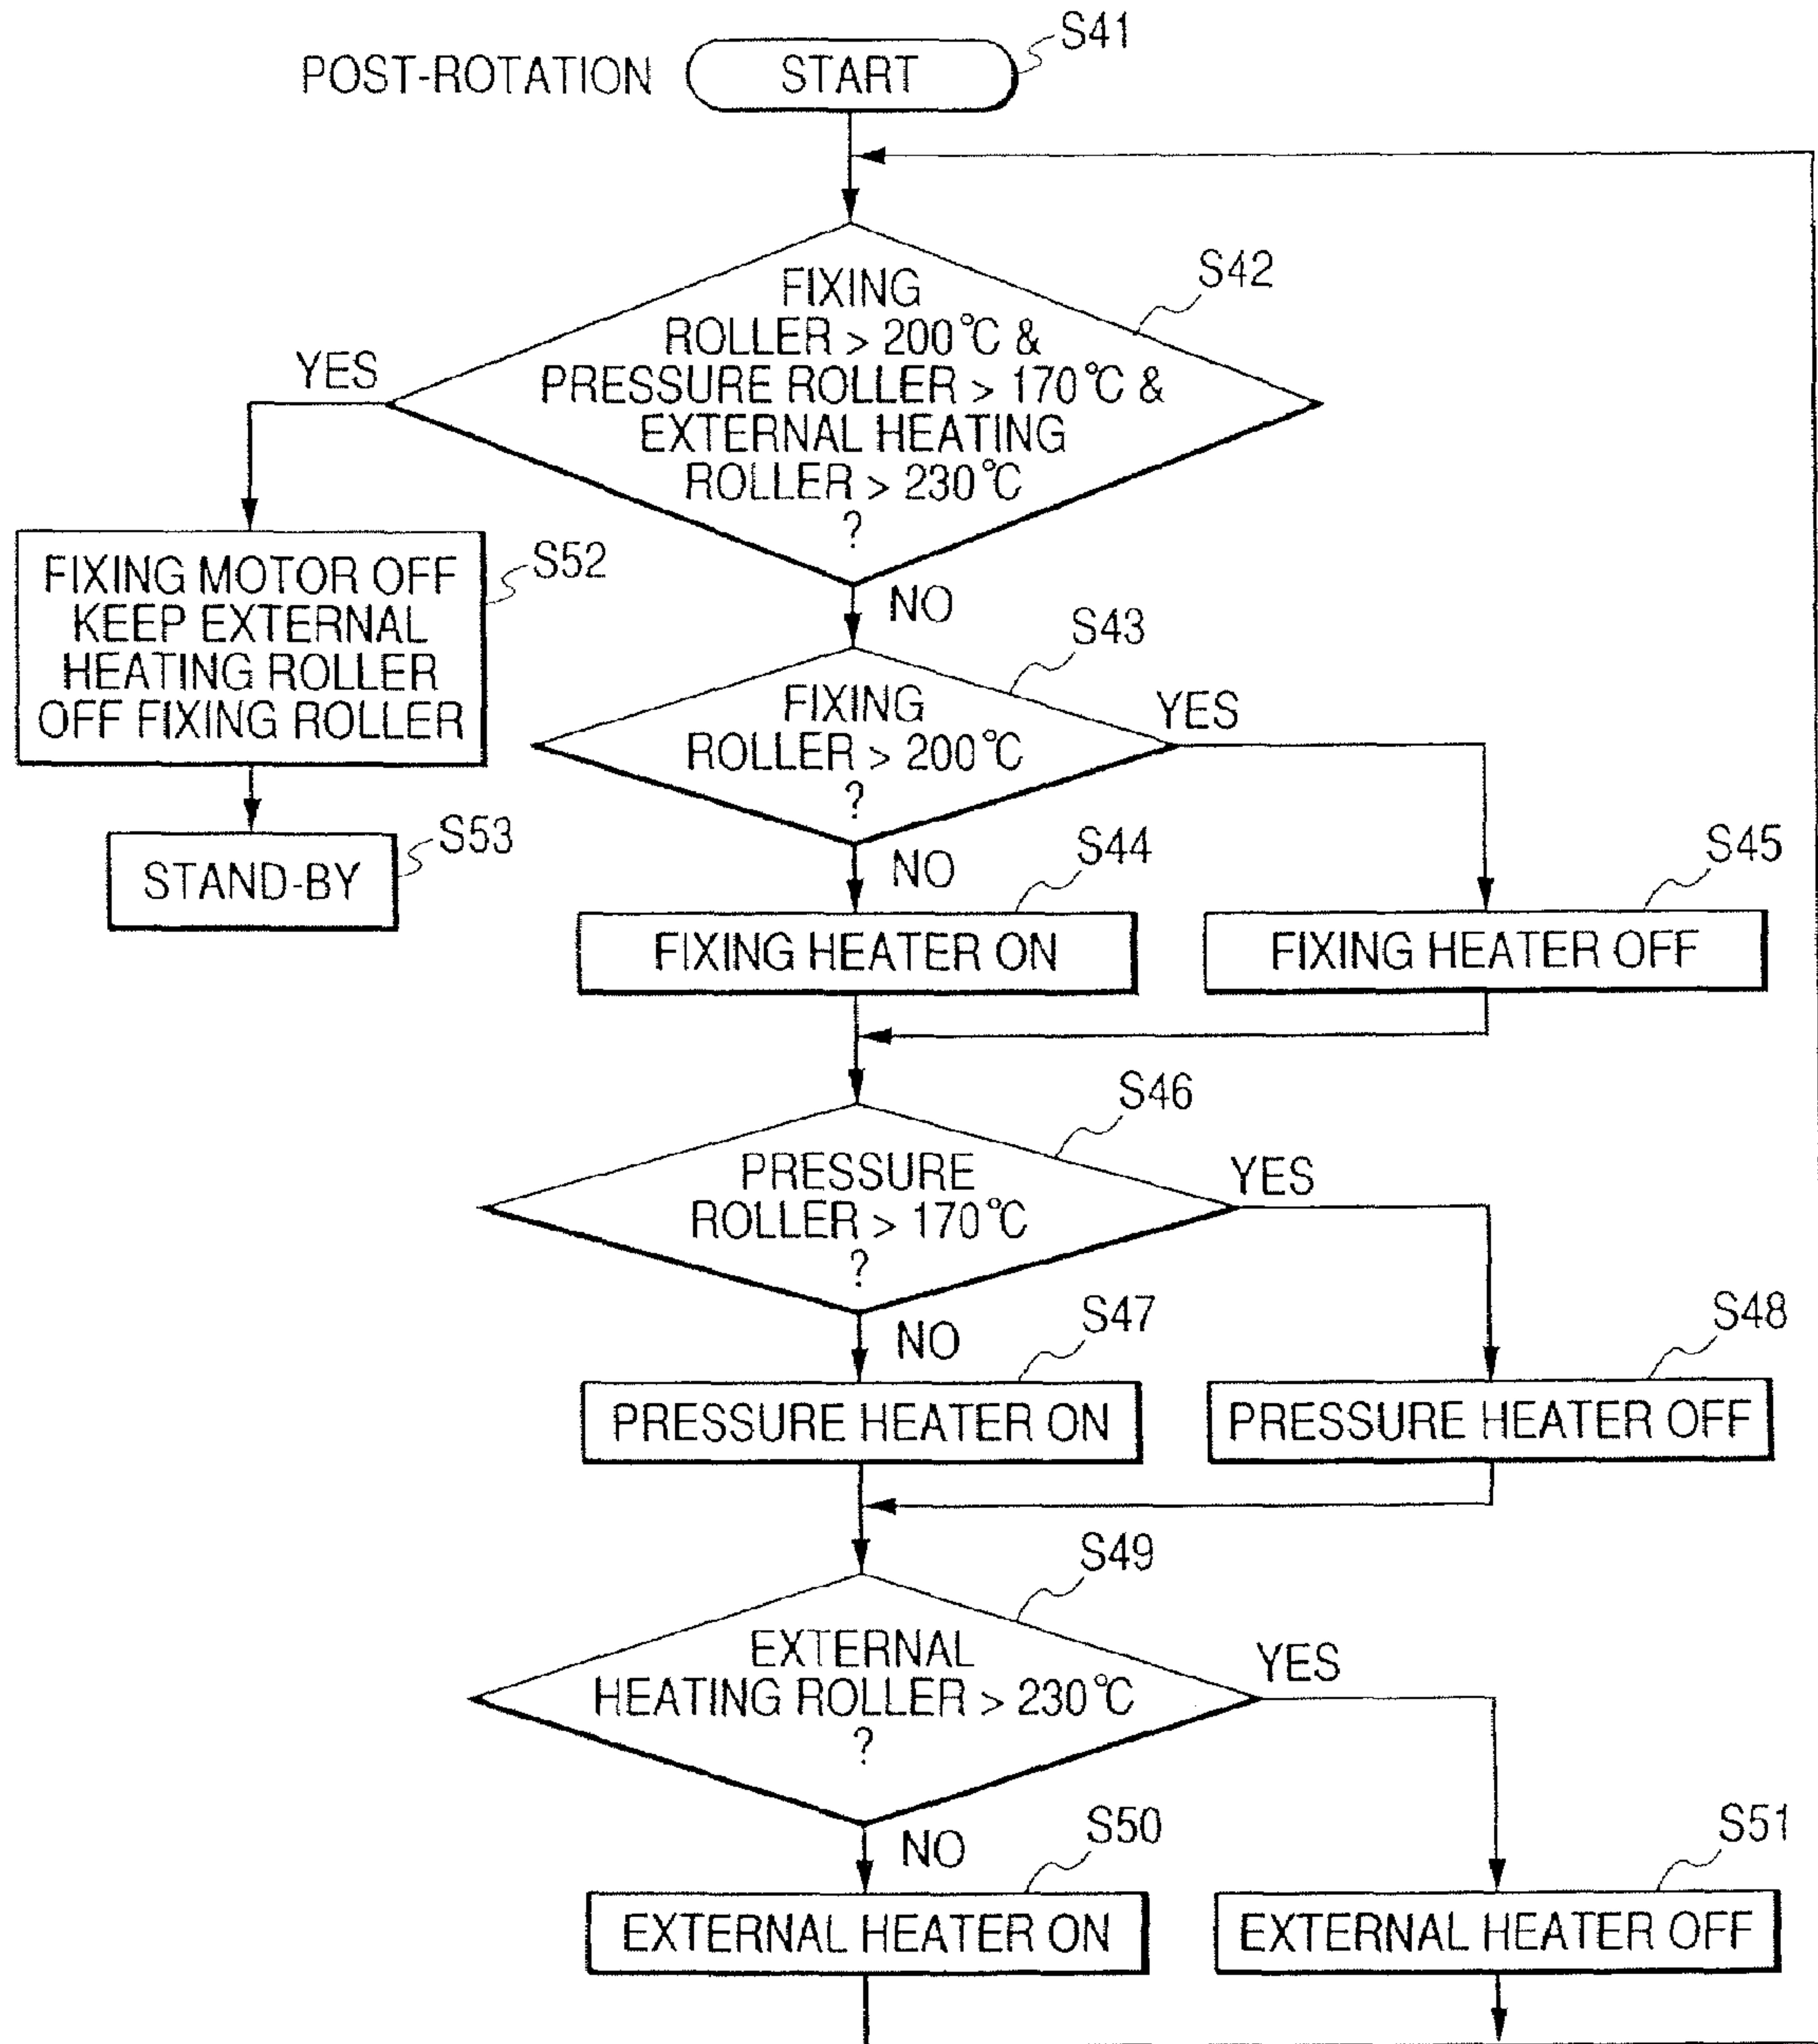 POST-ROTATION
START
S41
FIXING
ROLLER > 200℃ &
PRESSURE ROLLER > 170℃ &
EXTERNAL HEATING
ROLLER > 230℃
?
S42
YES
NO
FIXING MOTOR OFF
KEEP EXTERNAL
HEATING ROLLER
OFF FIXING ROLLER
S52
STAND-BY
S53
FIXING
ROLLER > 200℃
?
S43
YES
NO
FIXING HEATER ON
S44
FIXING HEATER OFF
S45
PRESSURE
ROLLER > 170℃
?
S46
YES
NO
PRESSURE HEATER ON
S47
PRESSURE HEATER OFF
S48
EXTERNAL
HEATING ROLLER > 230℃
?
S49
YES
NO
EXTERNAL HEATER ON
S50
EXTERNAL HEATER OFF
S51